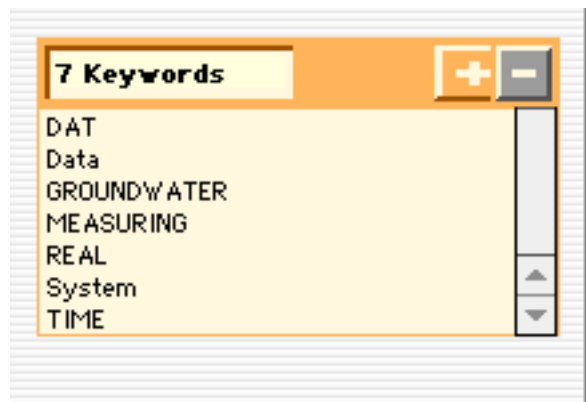 7 Keywords
DAT
Data
GROUNDWATER
MEASURING
REAL
System
TIME